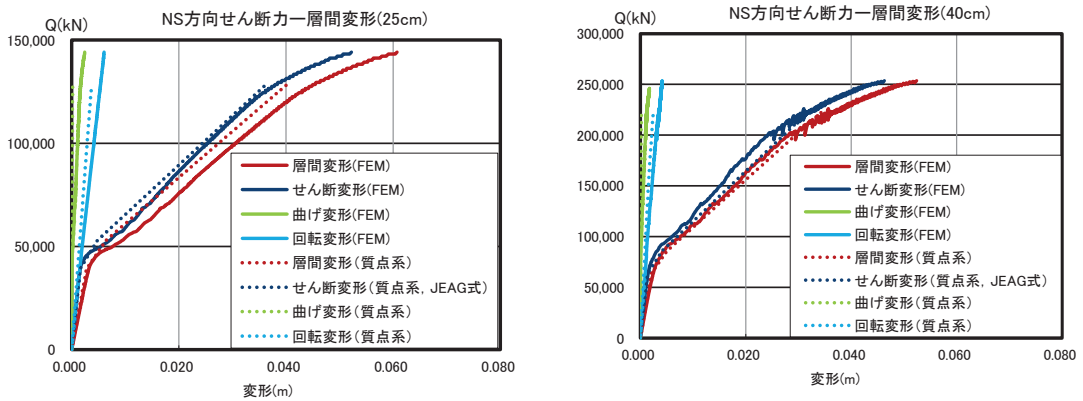 NS方向せん断力ー層間変形(25cm)
Q(kN)
150,000
100,000
50,000
0
0.000
0.020
0.040
0.060
0.080
変形(m)
層間変形(FEM)
せん断変形(FEM)
曲げ変形(FEM)
回転変形(FEM)
層間変形(質点系)
せん断変形(質点系, JEAG式)
曲げ変形(質点系)
回転変形(質点系)
NS方向せん断力ー層間変形(40cm)
Q(kN)
300,000
250,000
200,000
150,000
100,000
50,000
0
0.000
0.020
0.040
0.060
0.080
変形(m)
層間変形(FEM)
せん断変形(FEM)
曲げ変形(FEM)
回転変形(FEM)
層間変形(質点系)
せん断変形(質点系, JEAG式)
曲げ変形(質点系)
回転変形(質点系)